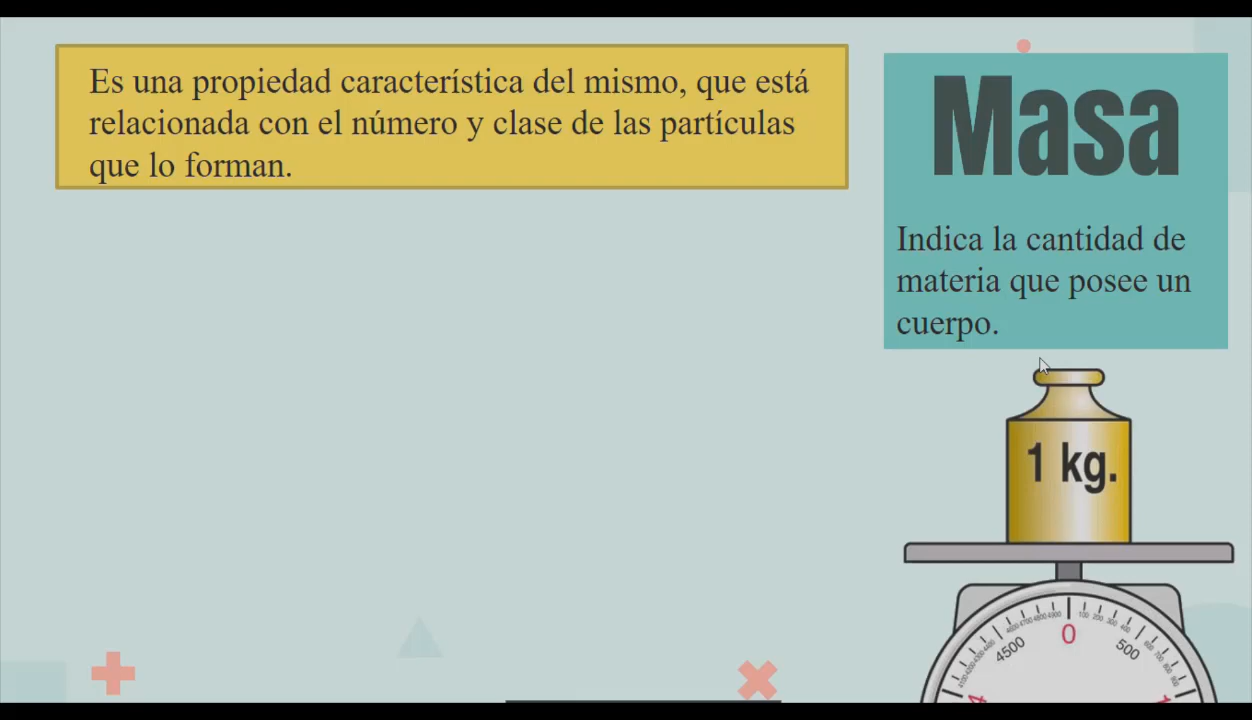 Es una propiedad característica del mismo, que está
relacionada con el número y clase de las partículas
que lo forman.
Masa
Indica la cantidad de
materia que posee un
cuerpo.
1 kg.
0
4500
500